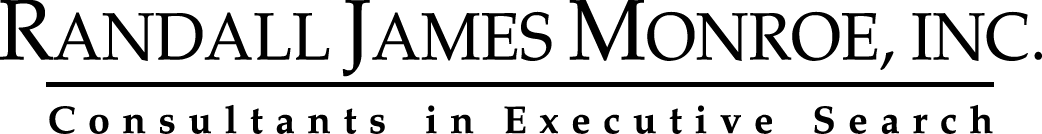 RANDALL JAMES MONROE, INC.
Consultants in Executive Search